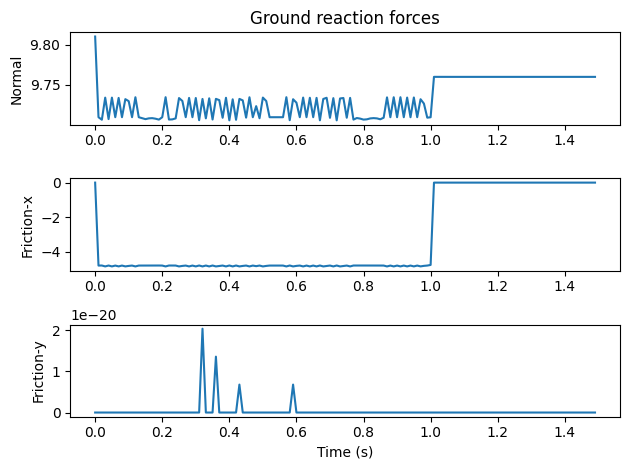 Ground reaction forces
Normal
9.80
9.75
0.0 0.2 0.4 0.6 0.8 1.0 1.2 1.4
Friction-x
0
−2
−4
0.0 0.2 0.4 0.6 0.8 1.0 1.2 1.4
1e−20
Friction-y
2
1
0
0.0 0.2 0.4 0.6 0.8 1.0 1.2 1.4
Time (s)